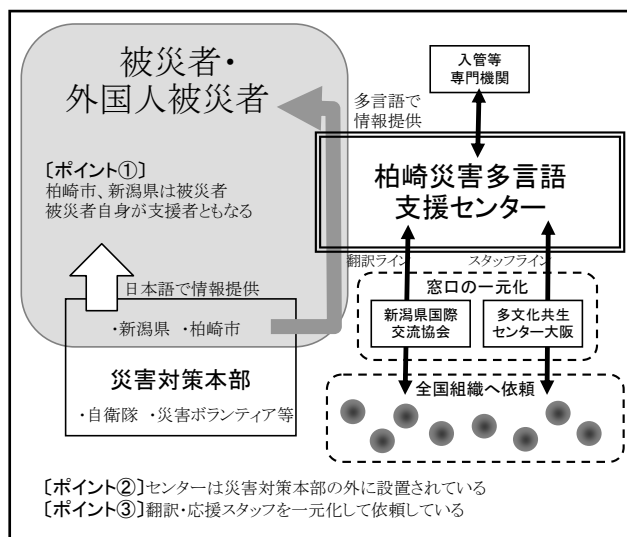 被災者・
外国人被災者
〔ポイント①〕
柏崎市、新潟県は被災者
被災者自身が支援者ともなる
日本語で情報提供
・新潟県 ・柏崎市
災害対策本部
・自衛隊 ・災害ボランティア等
入管等
専門機関
多言語で
情報提供
柏崎災害多言語
支援センター
翻訳ライン
スタッフライン
窓口の一元化
新潟県国際
交流協会
多文化共生
センター大阪
全国組織へ依頼
〔ポイント②〕センターは災害対策本部の外に設置されている
〔ポイント③〕翻訳・応援スタッフを一元化して依頼している